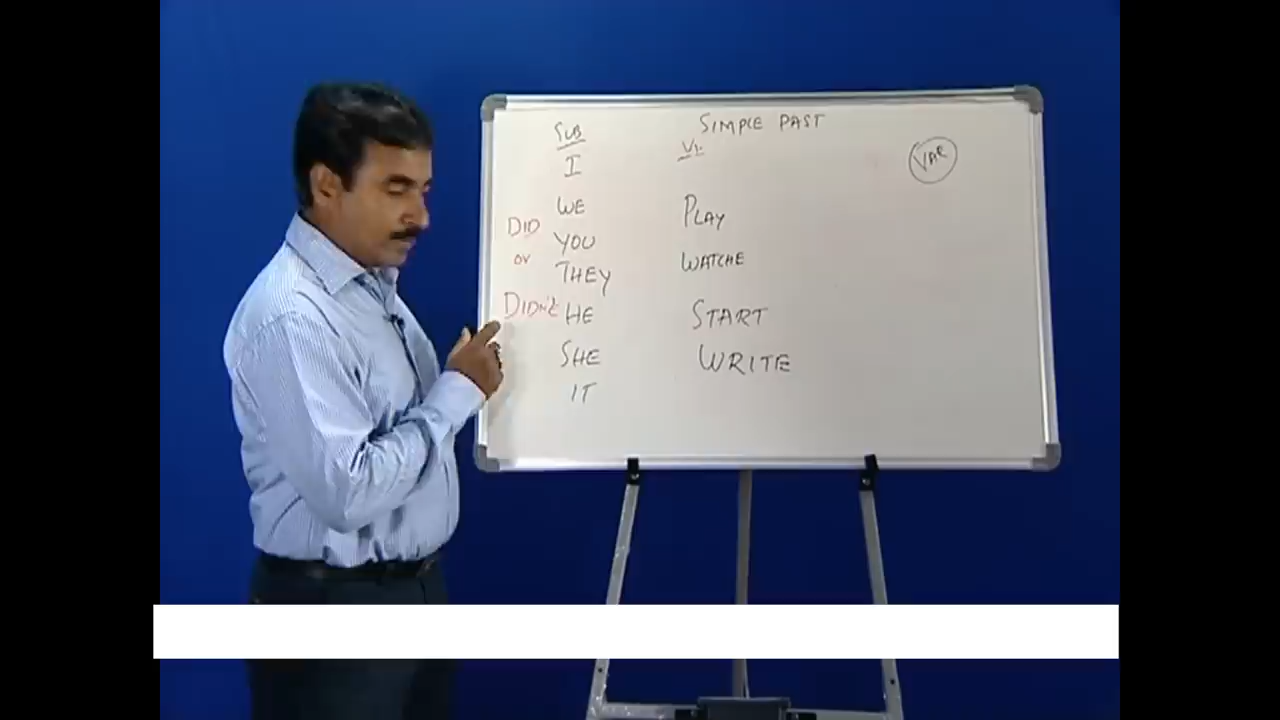 SIMPLE PAST
SUB
V1
VAR
I
WE
PLAY
DID
YOU
or
THEY
WATCHE
DIDN't
HE
START
SHE
WRITE
IT